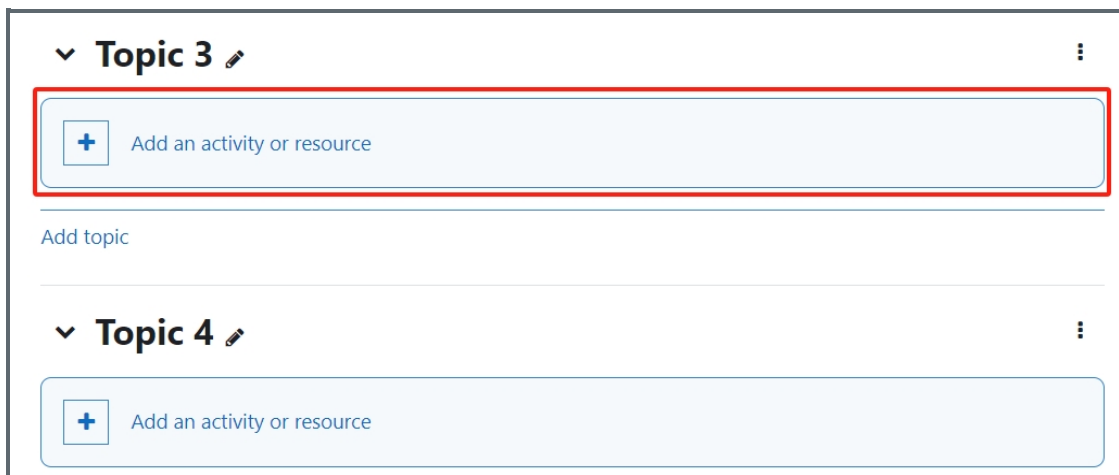 Topic 3
Add an activity or resource
Add topic
Topic 4
Add an activity or resource